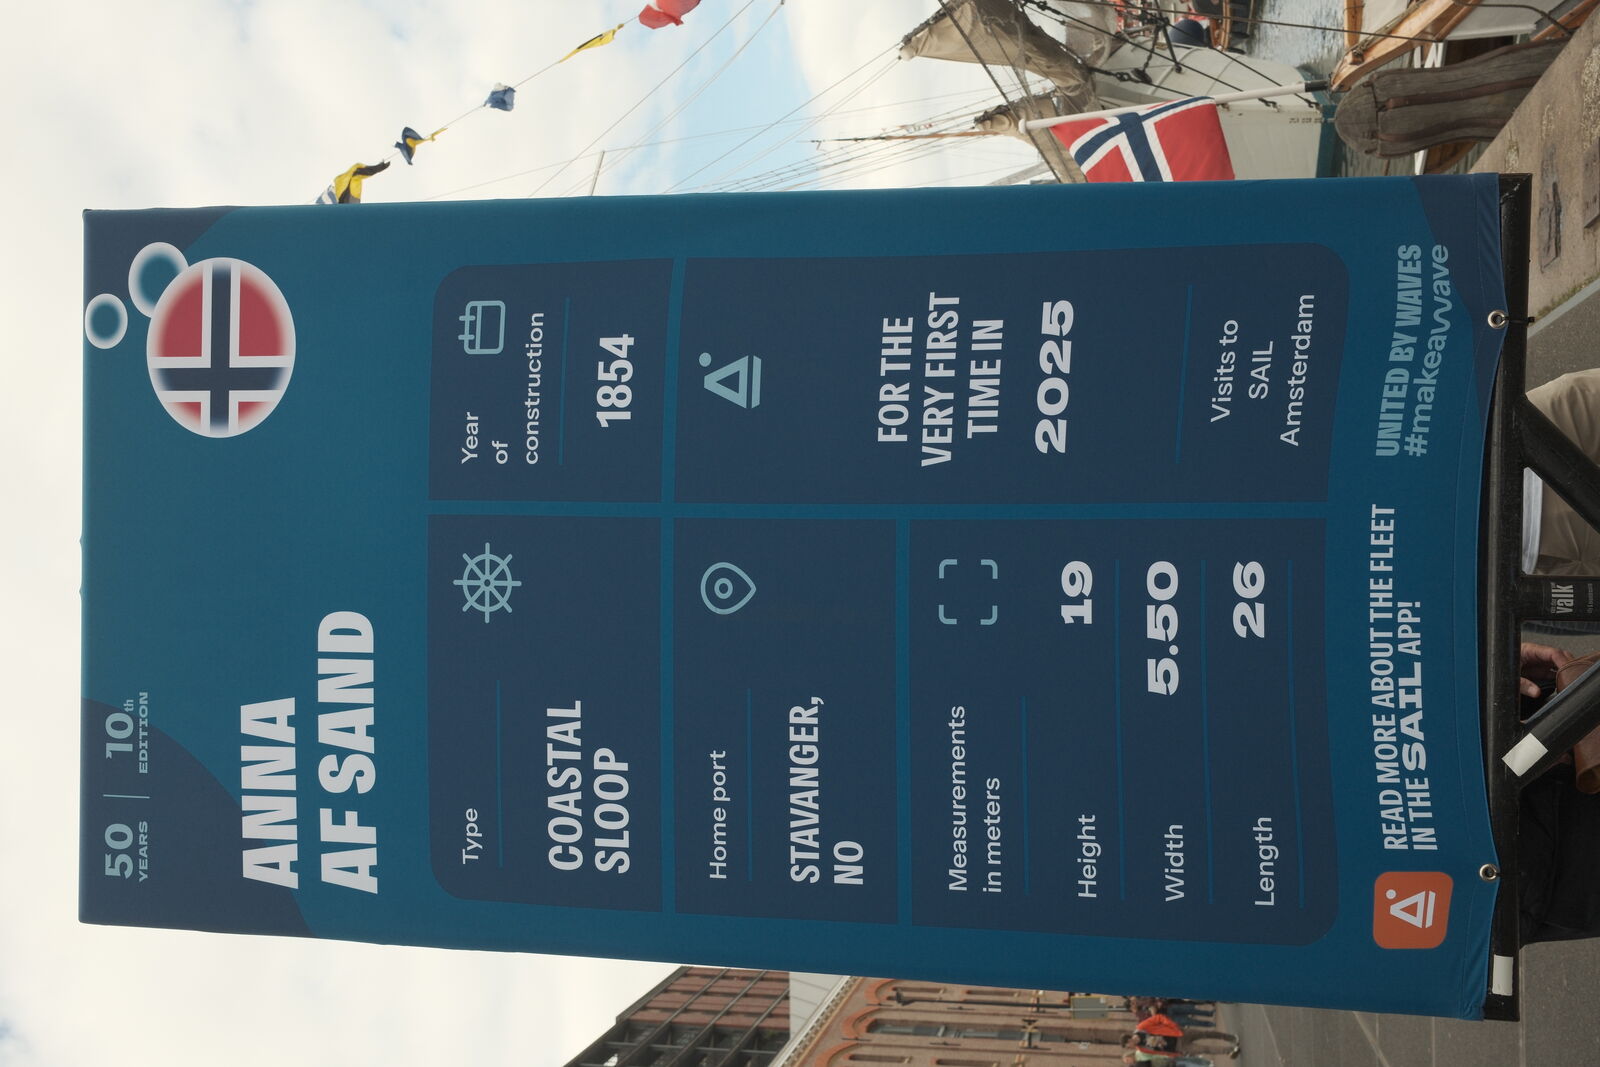 50
YEARS
10th
EDITION
ANNA
AF SAND
Type
COASTAL
SLOOP
Year
of
construction
1854
Home port
STAVANGER,
NO
FOR THE
VERY FIRST
TIME IN
2025
Visits to
SAIL
Amsterdam
Measurements
in meters
Height 19
Width 5.50
Length 26
READ MORE ABOUT THE FLEET
IN THE SAIL APP!
UNITED BY WAVES
#makeawave
valk